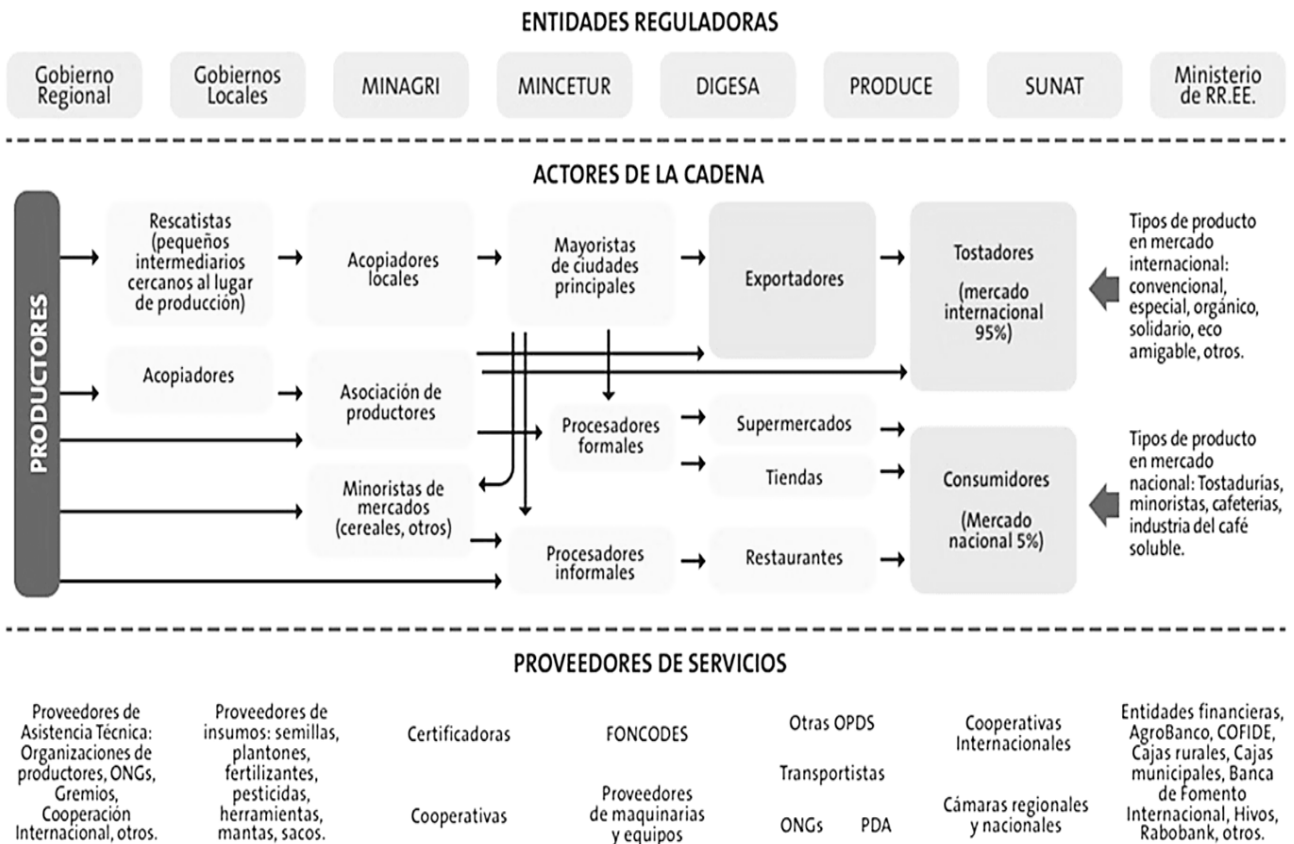 ENTIDADES REGULADORAS
Gobierno
Regional
Gobiernos
Locales
MINAGRI
MINCETUR
DIGESA
PRODUCE
SUNAT
Ministerio
de RR.EE.
ACTORES DE LA CADENA
PRODUCTORES
Rescatistas
(pequeños
intermediarios
cercanos al lugar
de producción)
Acopiadores
locales
Mayoristas
de ciudades
principales
Exportadores
Tostadores
(mercado
internacional
95%)
Tipos de producto
en mercado
internacional:
convencional,
especial, orgánico,
solidario, eco
amigable, otros.
Acopiadores
Asociación de
productores
Procesadores
formales
Supermercados
Tiendas
Minoristas de
mercados
(cereales, otros)
Procesadores
informales
Restaurantes
Consumidores
(Mercado
nacional 5%)
Tipos de producto
en mercado
nacional: Tostadurías,
minoristas, cafeterias,
industria del café
soluble.
PROVEEDORES DE SERVICIOS
Proveedores de
Asistencia Técnica:
Organizaciones de
productores, ONGs,
Gremios,
Cooperación
Internacional, otros.
Proveedores de
insumos: semillas,
plantones,
fertilizantes,
pesticidas,
herramientas,
mantas, sacos.
Certificadoras
Cooperativas
FONCODES
Proveedores
de maquinarias
y equipos
Otras OPDS
Transportistas
ONGs PDA
Cooperativas
Internacionales
Cámaras regionales
y nacionales
Entidades financieras,
AgroBanco, COFIDE,
Cajas rurales, Cajas
municipales, Banca
de Fomento
Internacional, Hivos,
Rabobank, otros.